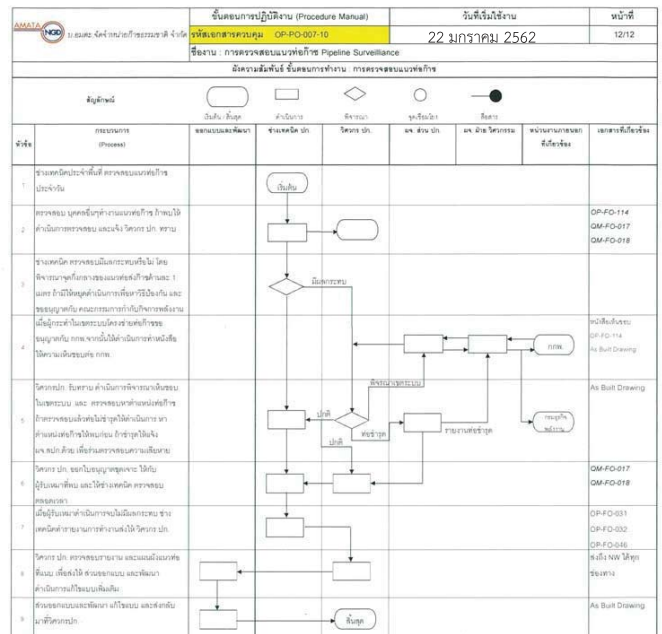 ขั้นตอนการปฏิบัติงาน (Procedure Manual)
วันที่เริ่มใช้งาน
หน้าที่
AMATA
NGD
บ.อมตะ จัดจำหน่ายก๊าซธรรมชาติ จำกัด
รหัสเอกสารควบคุม OP-PO-007-10
22 มกราคม 2562
12/12
ชื่องาน : การตรวจสอบแนวท่อก๊าซ Pipeline Surveillance
ผังความสัมพันธ์ ขั้นตอนการทำงาน : การตรวจสอบแนวท่อก๊าซ
สัญลักษณ์
เริ่มต้น / สิ้นสุด
ดำเนินการ
พิจารณา
จุดเชื่อมโยง
สื่อสาร
หัวข้อ
กระบวนการ
(Process)
ออกแบบและพัฒนา
ช่างเทคนิค ปก.
วิศวกร ปก.
ผจ. ส่วน ปก.
ผจ. ฝ่าย วิศวกรรม
หน่วยงานภายนอก
ที่เกี่ยวข้อง
เอกสารที่เกี่ยวข้อง
1
ช่างเทคนิคประจำพื้นที่ ตรวจสอบแนวท่อก๊าซ
ประจำวัน
เริ่มต้น
2
ตรวจสอบ บุคคลอื่นๆทำงานแนวท่อก๊าซ ถ้าพบให้
ดำเนินการตรวจสอบ และแจ้ง วิศวกร ปก. ทราบ
OP-FO-114
QM-FO-017
QM-FO-018
3
ช่างเทคนิค ตรวจสอบมีผลกระทบหรือไม่ โดย
พิจารณาจุดกึ่งกลางของแนวท่อส่งก๊าซด้านละ 1
เมตร ถ้ามีให้หยุดดำเนินการเพื่อหาวิธีป้องกัน และ
ขออนุญาตกับ คณะกรรมการกำกับกิจการพลังงาน
มีผลกระทบ
4
เมื่อผู้กระทำในเขตระบบโครงข่ายท่อก๊าซขอ
อนุญาตกับ กกพ. จากนั้นให้ดำเนินการทำหนังสือ
ให้ความเห็นชอบต่อ กกพ.
กกพ.
หนังสือเห็นชอบ
OP-FO-114
As Built Drawing
พิจารณาเขตระบบ
5
วิศวกรปก. รับทราบ ดำเนินการพิจารณาเห็นชอบ
ในเขตระบบ และ ตรวจสอบหาตำแหน่งท่อก๊าซ
ถ้าตรวจสอบแล้วท่อไม่ชำรุดให้ดำเนินการ หา
ตำแหน่งท่อก๊าซให้พบก่อน ถ้าชำรุดให้แจ้ง
ผจ.สปก.ด้วย เพื่อร่วมตรวจสอบความเสียหาย
ปกติ
ท่อชำรุด
รายงานท่อชำรุด
ปกติ
กรมธุรกิจ
พลังงาน
As Built Drawing
6
วิศวกร ปก. ออกใบอนุญาตขุดเจาะ ให้กับ
ผู้รับเหมาที่พบ และให้ช่างเทคนิค ตรวจสอบ
ตลอดเวลา
QM-FO-017
QM-FO-018
7
เมื่อผู้รับเหมาดำเนินการจบไม่มีผลกระทบ ช่าง
เทคนิคทำรายงานการทำงานส่งให้ วิศวกร ปก.
OP-FO-031
OP-FO-032
OP-FO-046
8
วิศวกร ปก. ตรวจสอบรายงาน และแผนผังแนวท่อ
ที่แนบ เพื่อส่งให้ ส่วนออกแบบ และพัฒนา
ดำเนินการแก้ไขแบบเพิ่มเติม
ส่งถึง NW ได้ทุก
ช่องทาง
9
ส่วนออกแบบและพัฒนา แก้ไขแบบ และส่งกลับ
มาที่วิศวกรปก.
สิ้นสุด
As Built Drawing